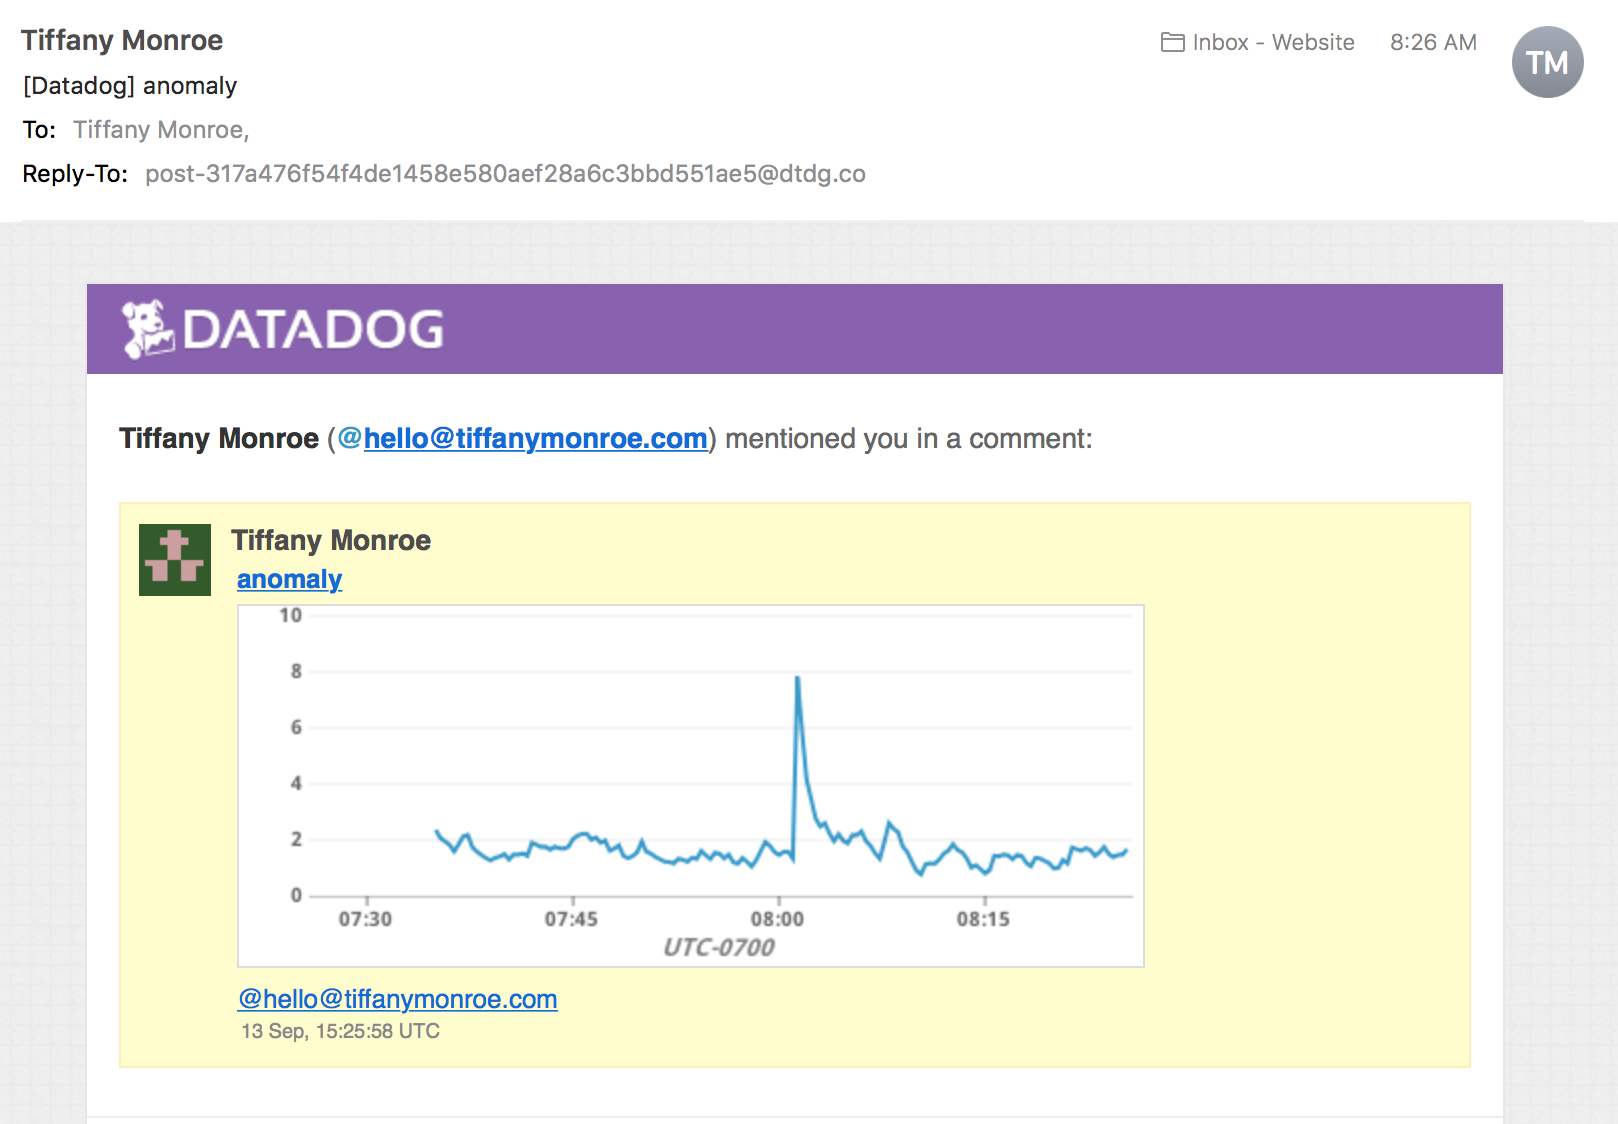 Tiffany Monroe
Inbox - Website 8:26 AM
TM
[Datadog] anomaly
To: Tiffany Monroe,
Reply-To: post-317a476f54f4de1458e580aef28a6c3bbd551ae5@dtdg.co
DATADOG
Tiffany Monroe (@hello@tiffanymonroe.com) mentioned you in a comment:
Tiffany Monroe
anomaly
10
8
6
4
2
0
07:30 07:45 08:00 08:15
UTC-0700
@hello@tiffanymonroe.com
13 Sep, 15:25:58 UTC